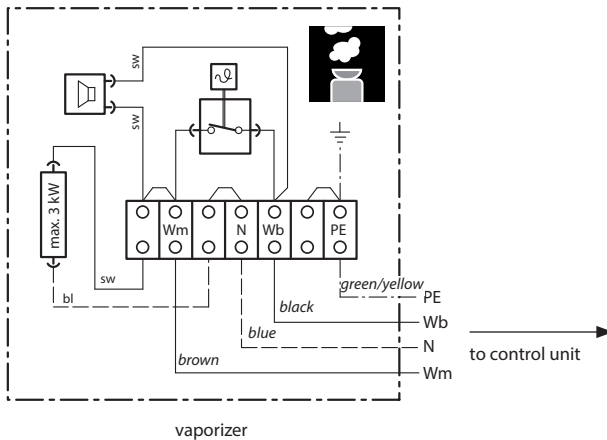 sw
sw
max. 3 kW
Wm
N
Wb
PE
sw
bl
green/yellow
PE
black
Wb
blue
N
to control unit
brown
Wm
vaporizer